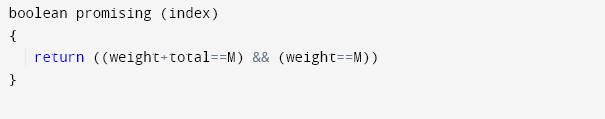 boolean promising (index)
{
return ((weight+total==M) && (weight==M))
}